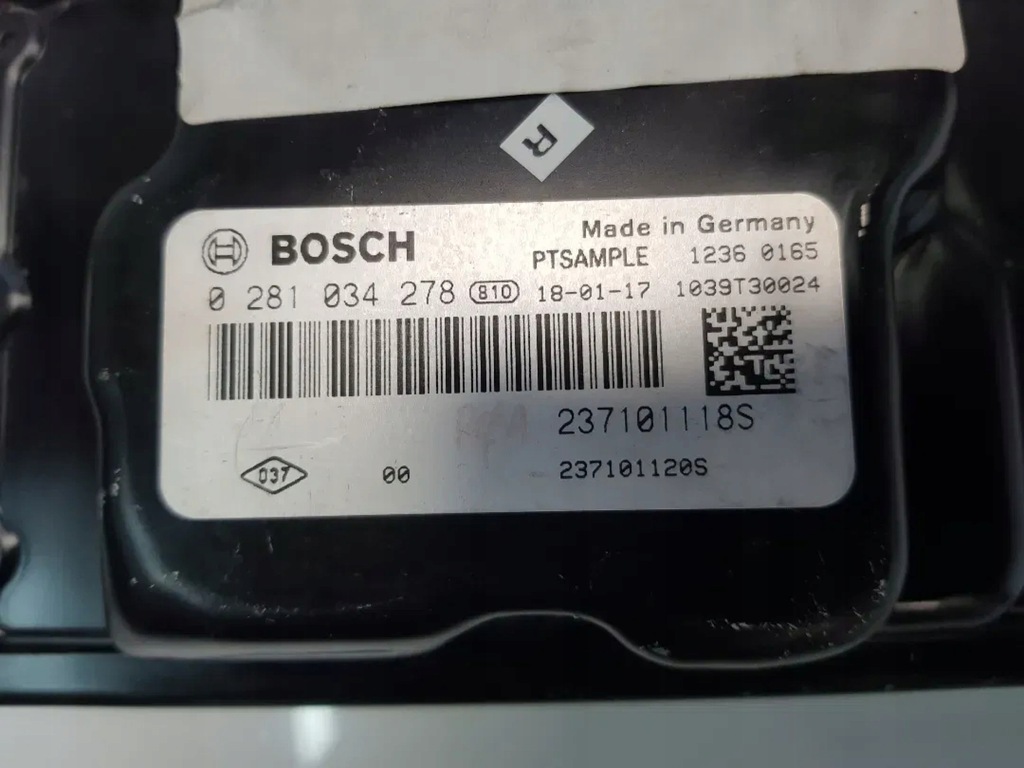 R
BOSCH
Made in Germany
PTSAMPLE 1236 0165
0 281 034 278 810 18-01-17 1039T30024
TC
237101118S
037 00 237101120S